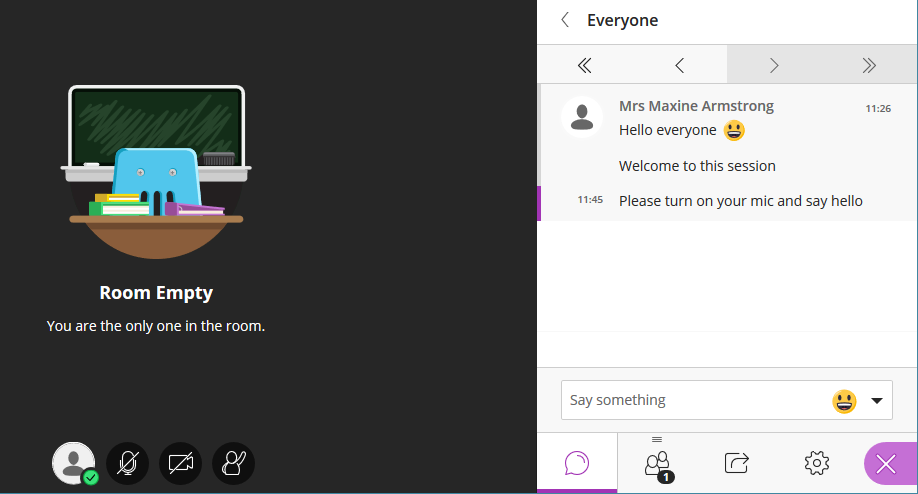 Room Empty
You are the only one in the room.
Everyone
Mrs Maxine Armstrong 11:26
Hello everyone
Welcome to this session
11:45 Please turn on your mic and say hello
Say something
1